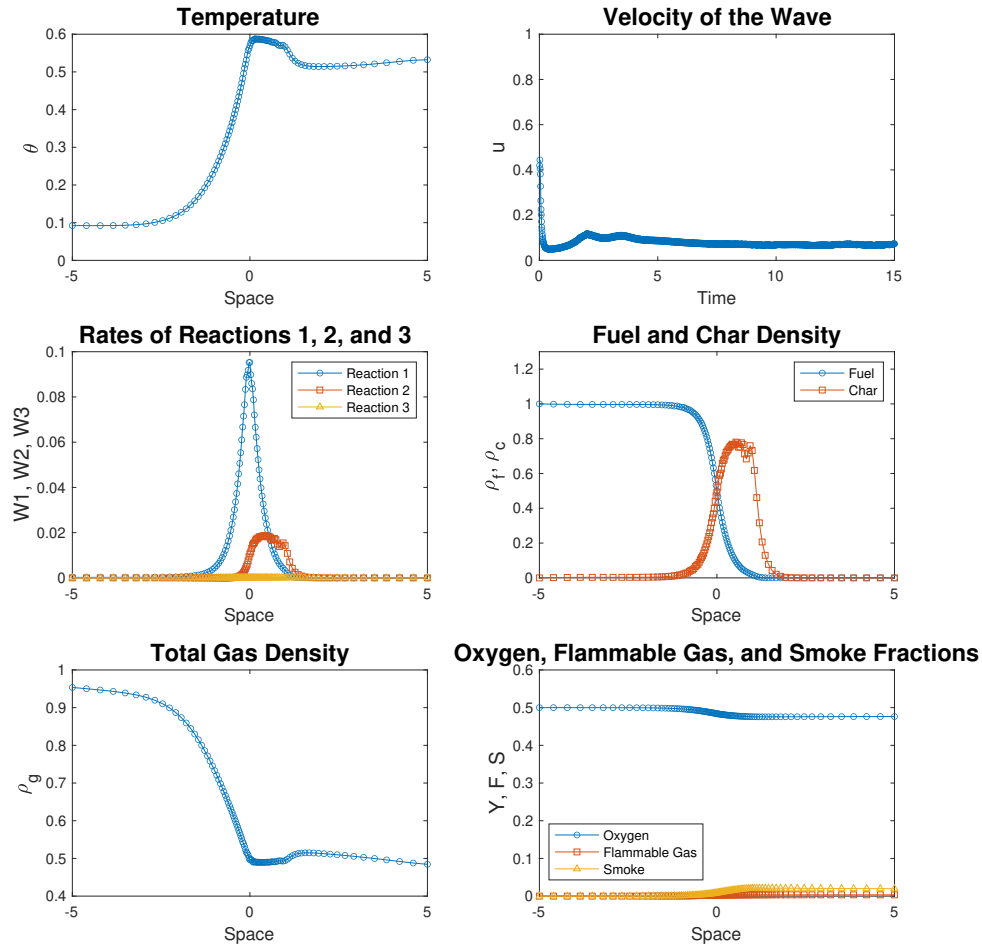 Temperature
0.6
0.5
0.4
0.3
0.2
0.1
0
θ
-5
0
5
Space
Velocity of the Wave
1
0.8
0.6
0.4
0.2
0
u
0
5
10
15
Time
Rates of Reactions 1, 2, and 3
0.1
0.08
0.06
0.04
0.02
0
W1, W2, W3
Reaction 1
Reaction 2
Reaction 3
-5
0
5
Space
Fuel and Char Density
1.2
1
0.8
0.6
0.4
0.2
0
ρf, ρc
Fuel
Char
-5
0
5
Space
Total Gas Density
1
0.9
0.8
0.7
0.6
0.5
0.4
ρg
-5
0
5
Space
Oxygen, Flammable Gas, and Smoke Fractions
0.5
0.4
0.3
0.2
0.1
0
Y, F, S
Oxygen
Flammable Gas
Smoke
-5
0
5
Space